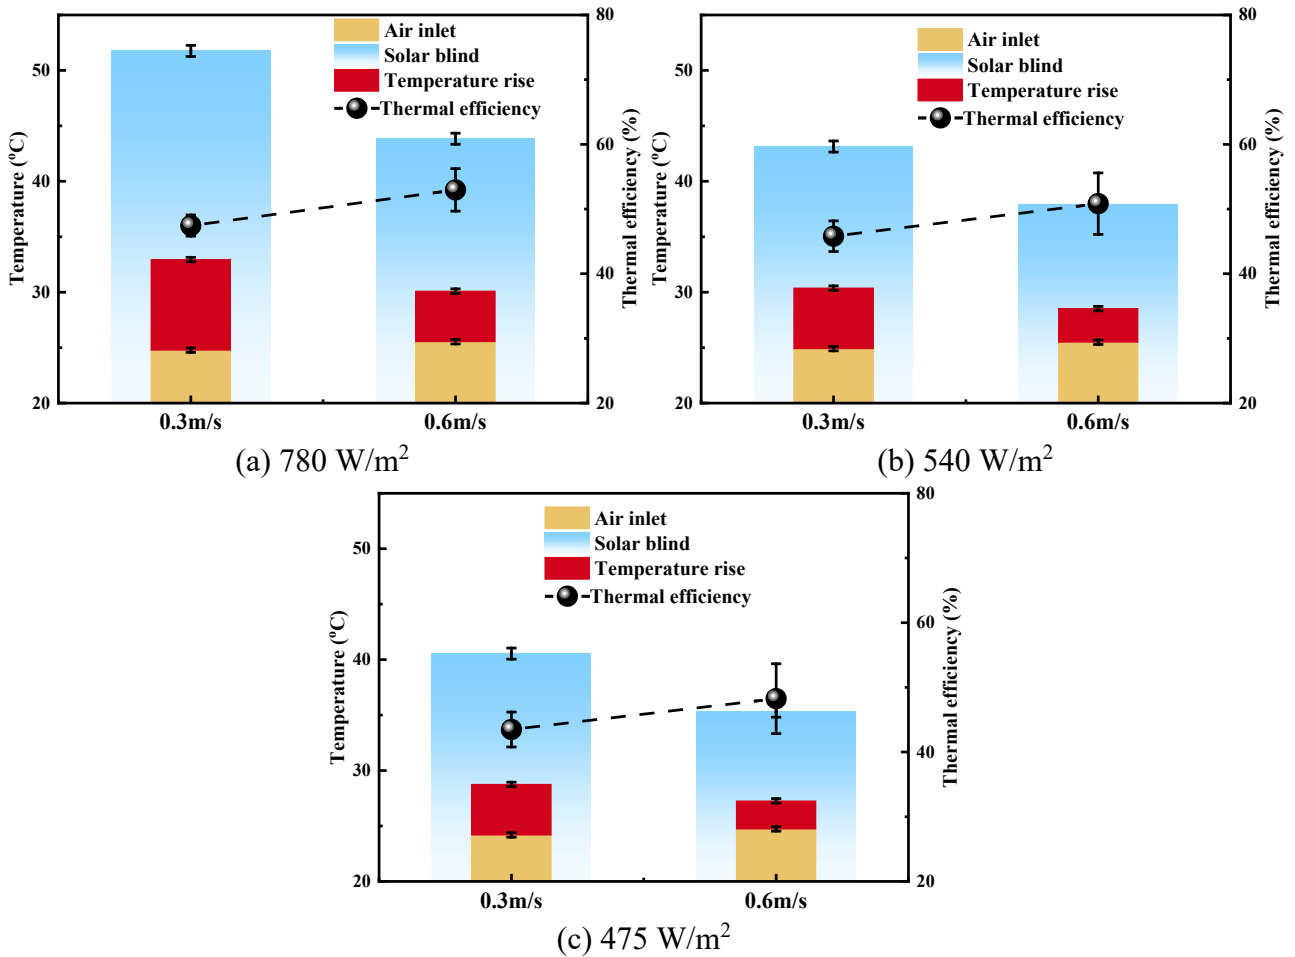 Air inlet
Solar blind
Temperature rise
Thermal efficiency
Temperature (ºC)
50
40
30
20
80
60
40
20
Thermal efficiency (%)
0.3m/s
0.6m/s
(a) 780 W/m²
Air inlet
Solar blind
Temperature rise
Thermal efficiency
Temperature (ºC)
50
40
30
20
80
60
40
20
Thermal efficiency (%)
0.3m/s
0.6m/s
(b) 540 W/m²
Air inlet
Solar blind
Temperature rise
Thermal efficiency
Temperature (ºC)
50
40
30
20
80
60
40
20
Thermal efficiency (%)
0.3m/s
0.6m/s
(c) 475 W/m²